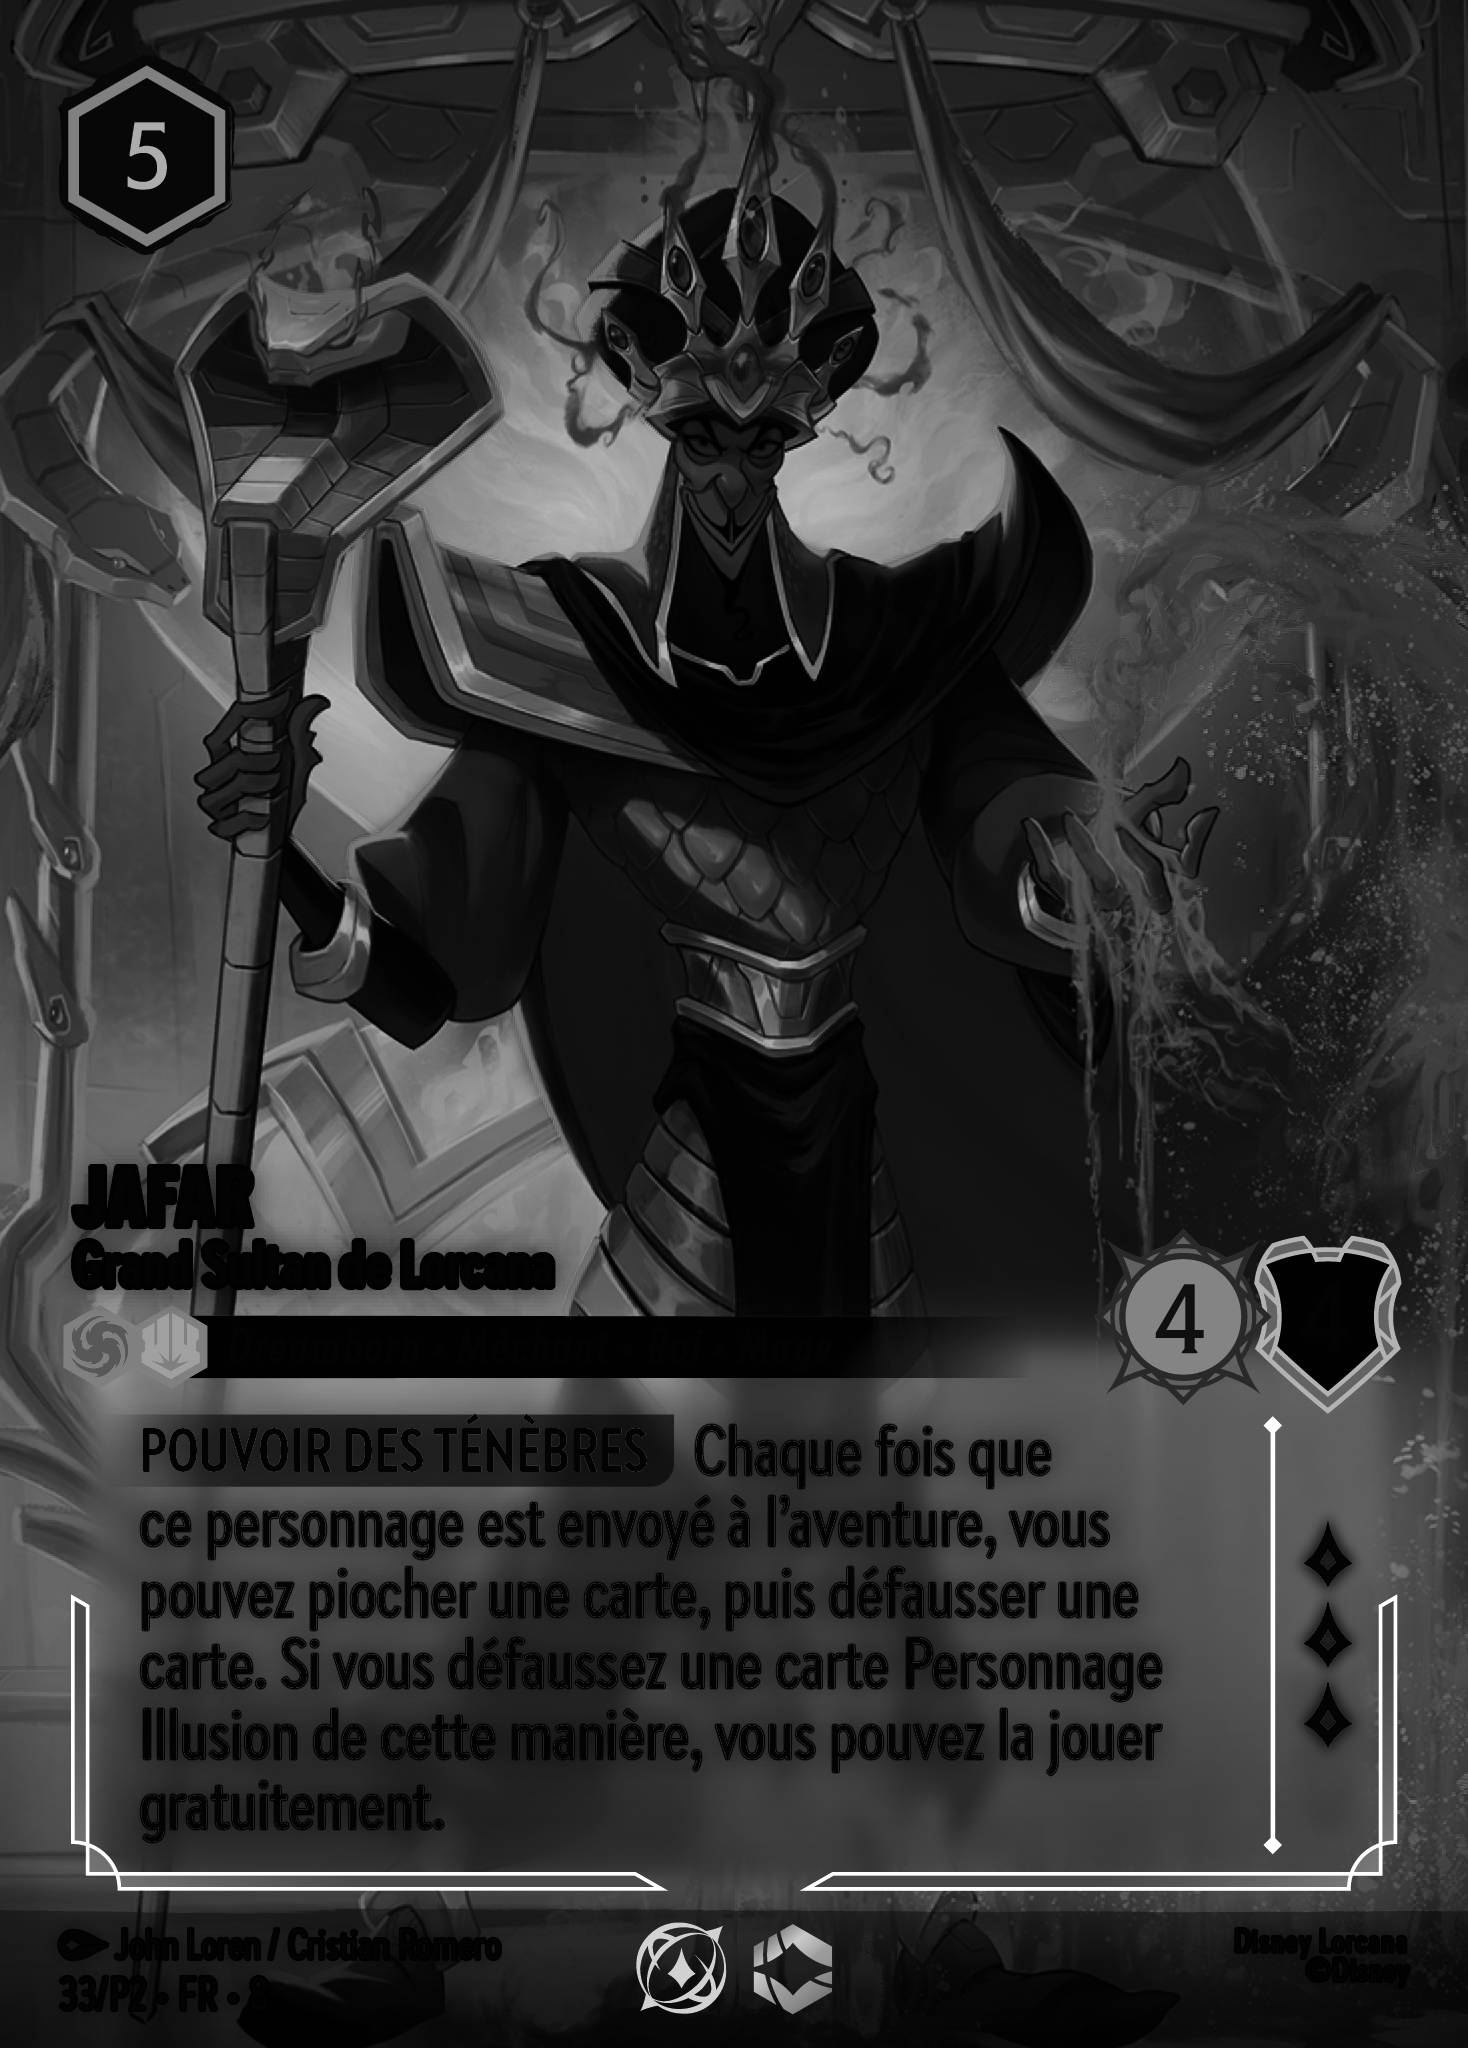 5
JAFAR
Grand Sultan de Lorcana
4
4
POUVOIR DES TÉNÈBRES Chaque fois que
ce personnage est envoyé à l'aventure, vous
pouvez piocher une carte, puis défausser une
carte. Si vous défaussez une carte Personnage
Illusion de cette manière, vous pouvez la jouer
gratuitement.
John Loren / Cristian Romero
Disney Lorcana
©Disney
33/P2 • FR • 8